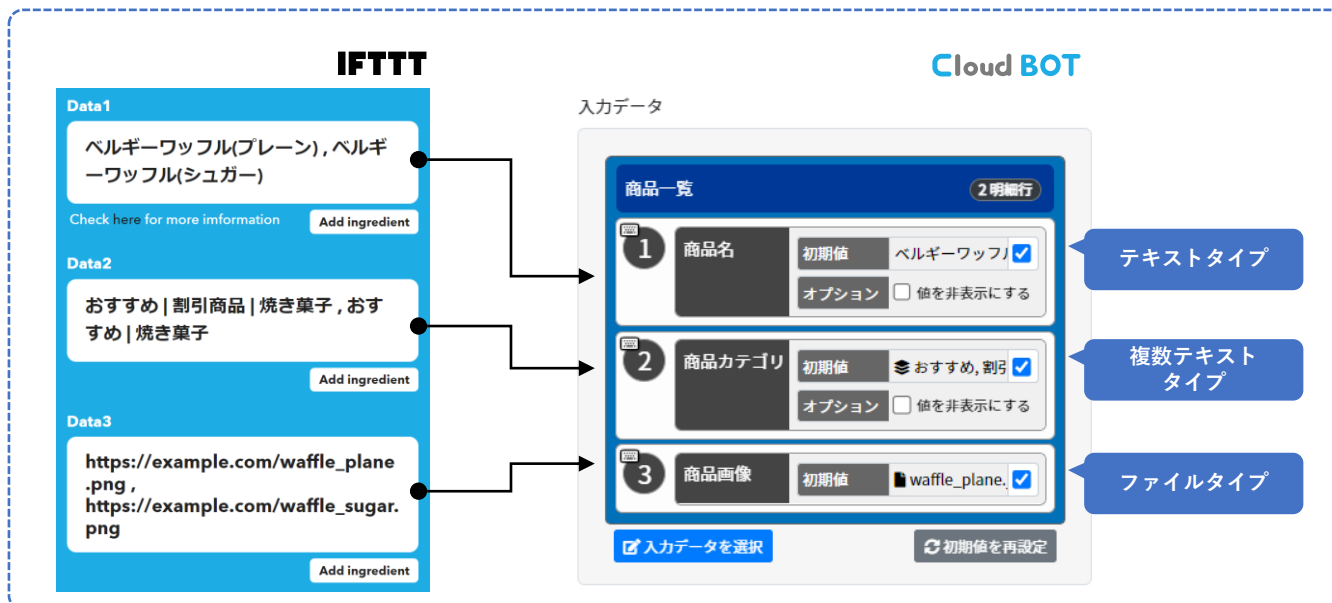 IFTTT
Cloud BOT
Data1
ベルギーワッフル(プレーン) , ベルギ
ーワッフル(シュガー)
Check here for more imformation
Add ingredient
Data2
おすすめ | 割引商品 | 焼き菓子 , おす
すめ | 焼き菓子
Add ingredient
Data3
https://example.com/waffle_plane
.png ,
https://example.com/waffle_sugar.
png
Add ingredient
入力データ
商品一覧
2 明細行
1
商品名
初期値
ベルギーワッフル
オプション
値を非表示にする
テキストタイプ
2
商品カテゴリ
初期値
おすすめ, 割引
オプション
値を非表示にする
複数テキスト
タイプ
3
商品画像
初期値
waffle_plane.
ファイルタイプ
入力データを選択
初期値を再設定